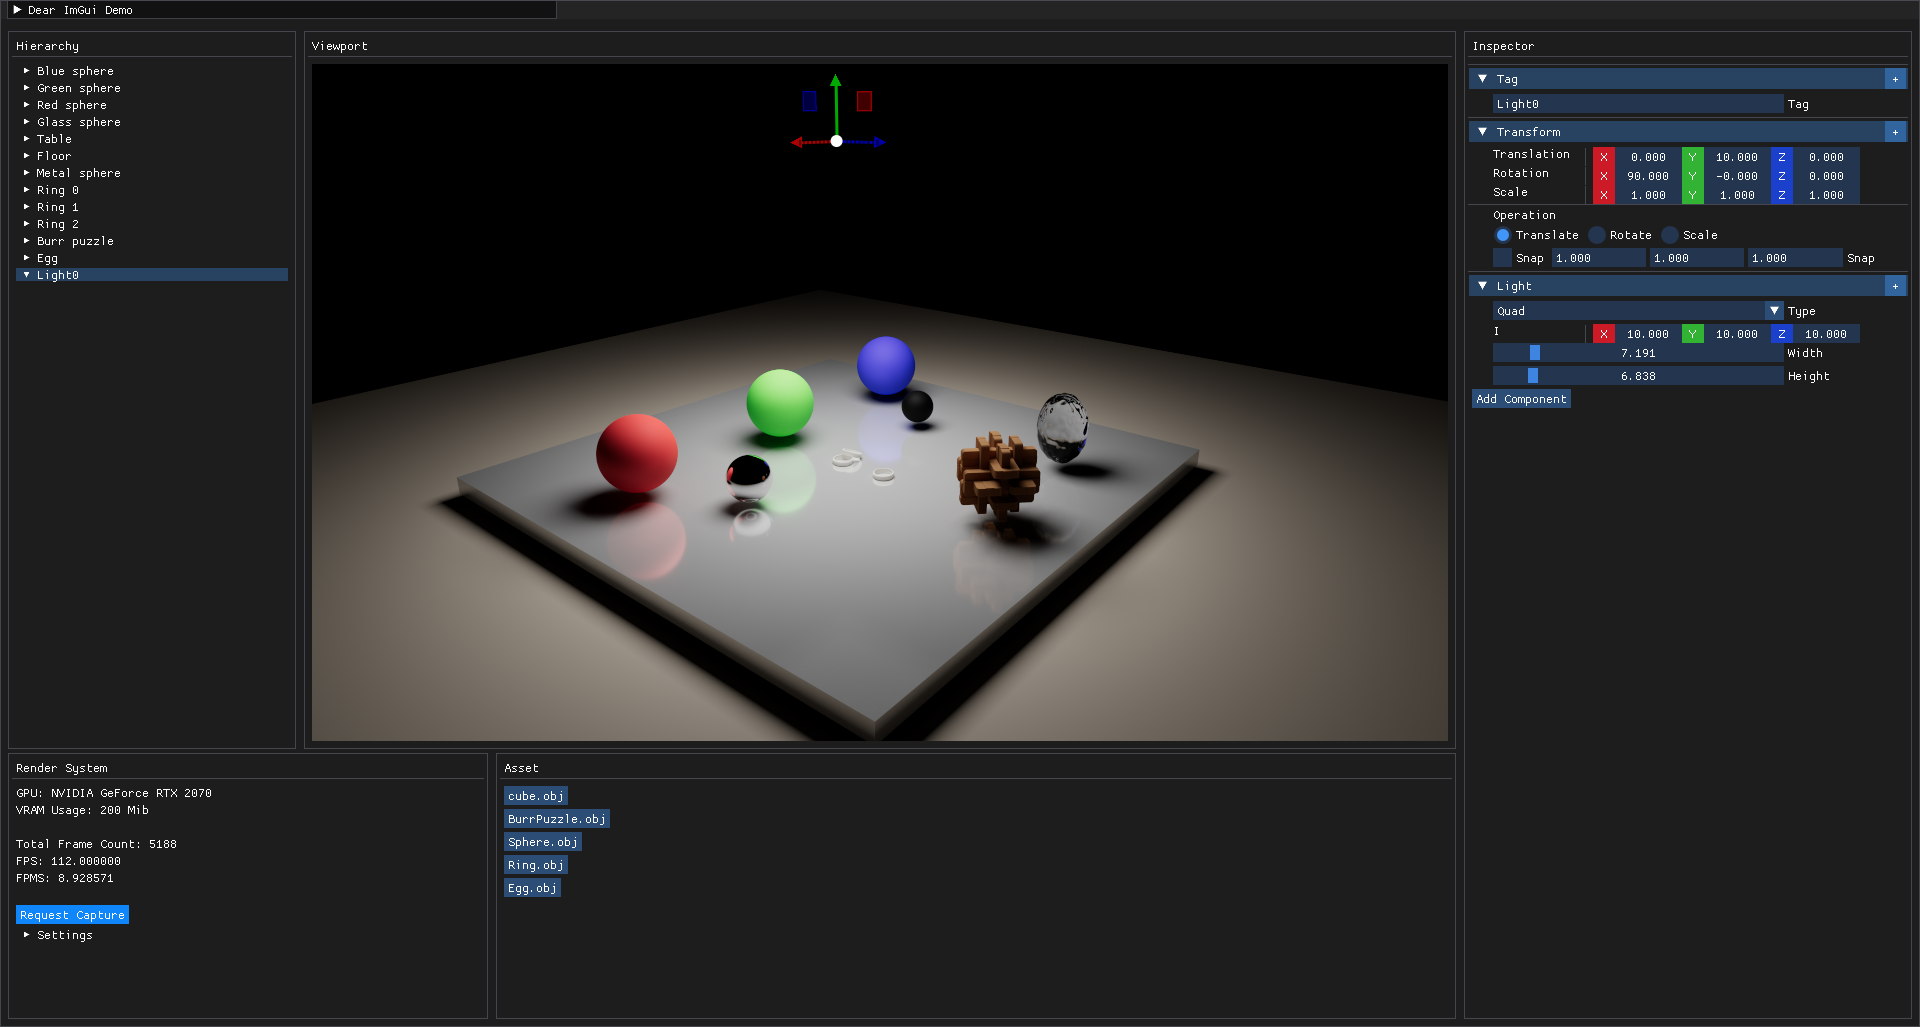 Dear ImGui Demo
Hierarchy
Blue sphere
Green sphere
Red sphere
Glass sphere
Table
Floor
Metal sphere
Ring 0
Ring 1
Ring 2
Burr puzzle
Egg
Light0
Viewport
Inspector
Tag +
Light0 Tag
Transform +
Translation X 0.000 Y 10.000 Z 0.000
Rotation X 90.000 Y -0.000 Z 0.000
Scale X 1.000 Y 1.000 Z 1.000
Operation
Translate Rotate Scale
Snap 1.000 1.000 1.000 Snap
Light +
Quad Type
I X 10.000 Y 10.000 Z 10.000
7.191 Width
6.838 Height
Add Component
Render System
GPU: NVIDIA GeForce RTX 2070
VRAM Usage: 200 Mib
Total Frame Count: 5188
FPS: 112.000000
FPMS: 8.928571
Request Capture
Settings
Asset
cube.obj
BurrPuzzle.obj
Sphere.obj
Ring.obj
Egg.obj